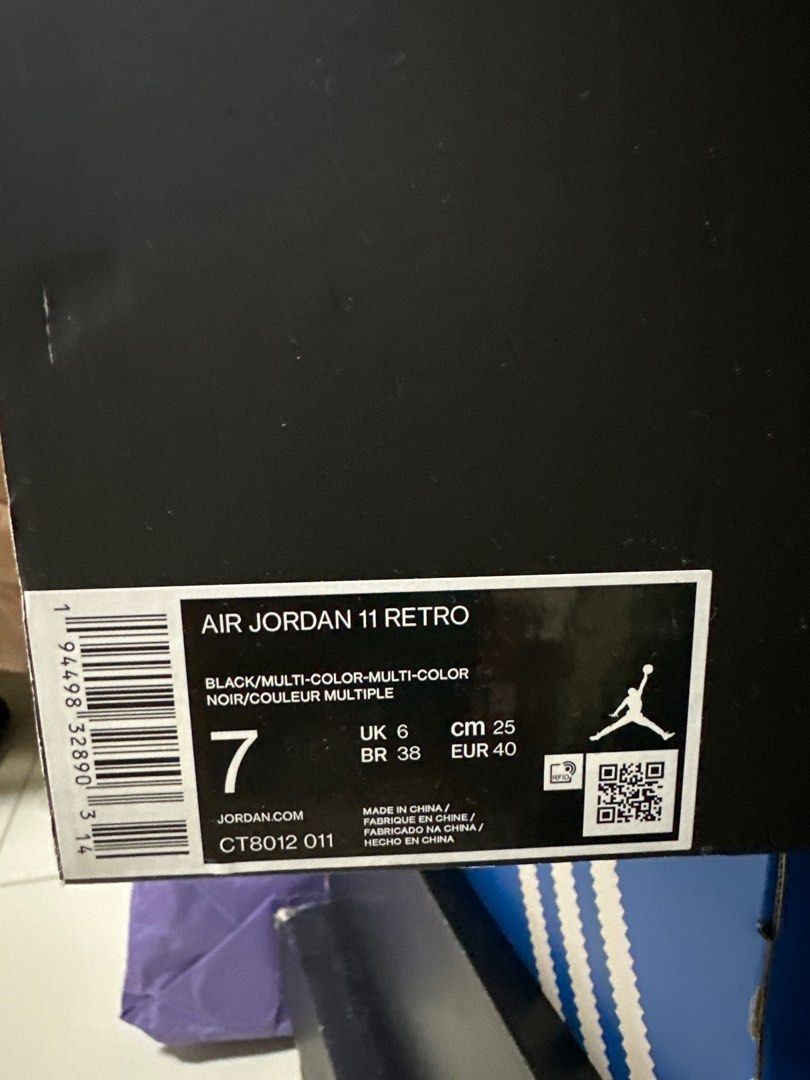 AIR JORDAN 11 RETRO
BLACK/MULTI-COLOR-MULTI-COLOR
NOIR/COULEUR MULTIPLE
7
UK 6
BR 38
cm 25
EUR 40
RFID
JORDAN.COM
CT8012 011
MADE IN CHINA /
FABRIQUE EN CHINE /
FABRICADO NA CHINA /
HECHO EN CHINA
1 94498 32890 3 14